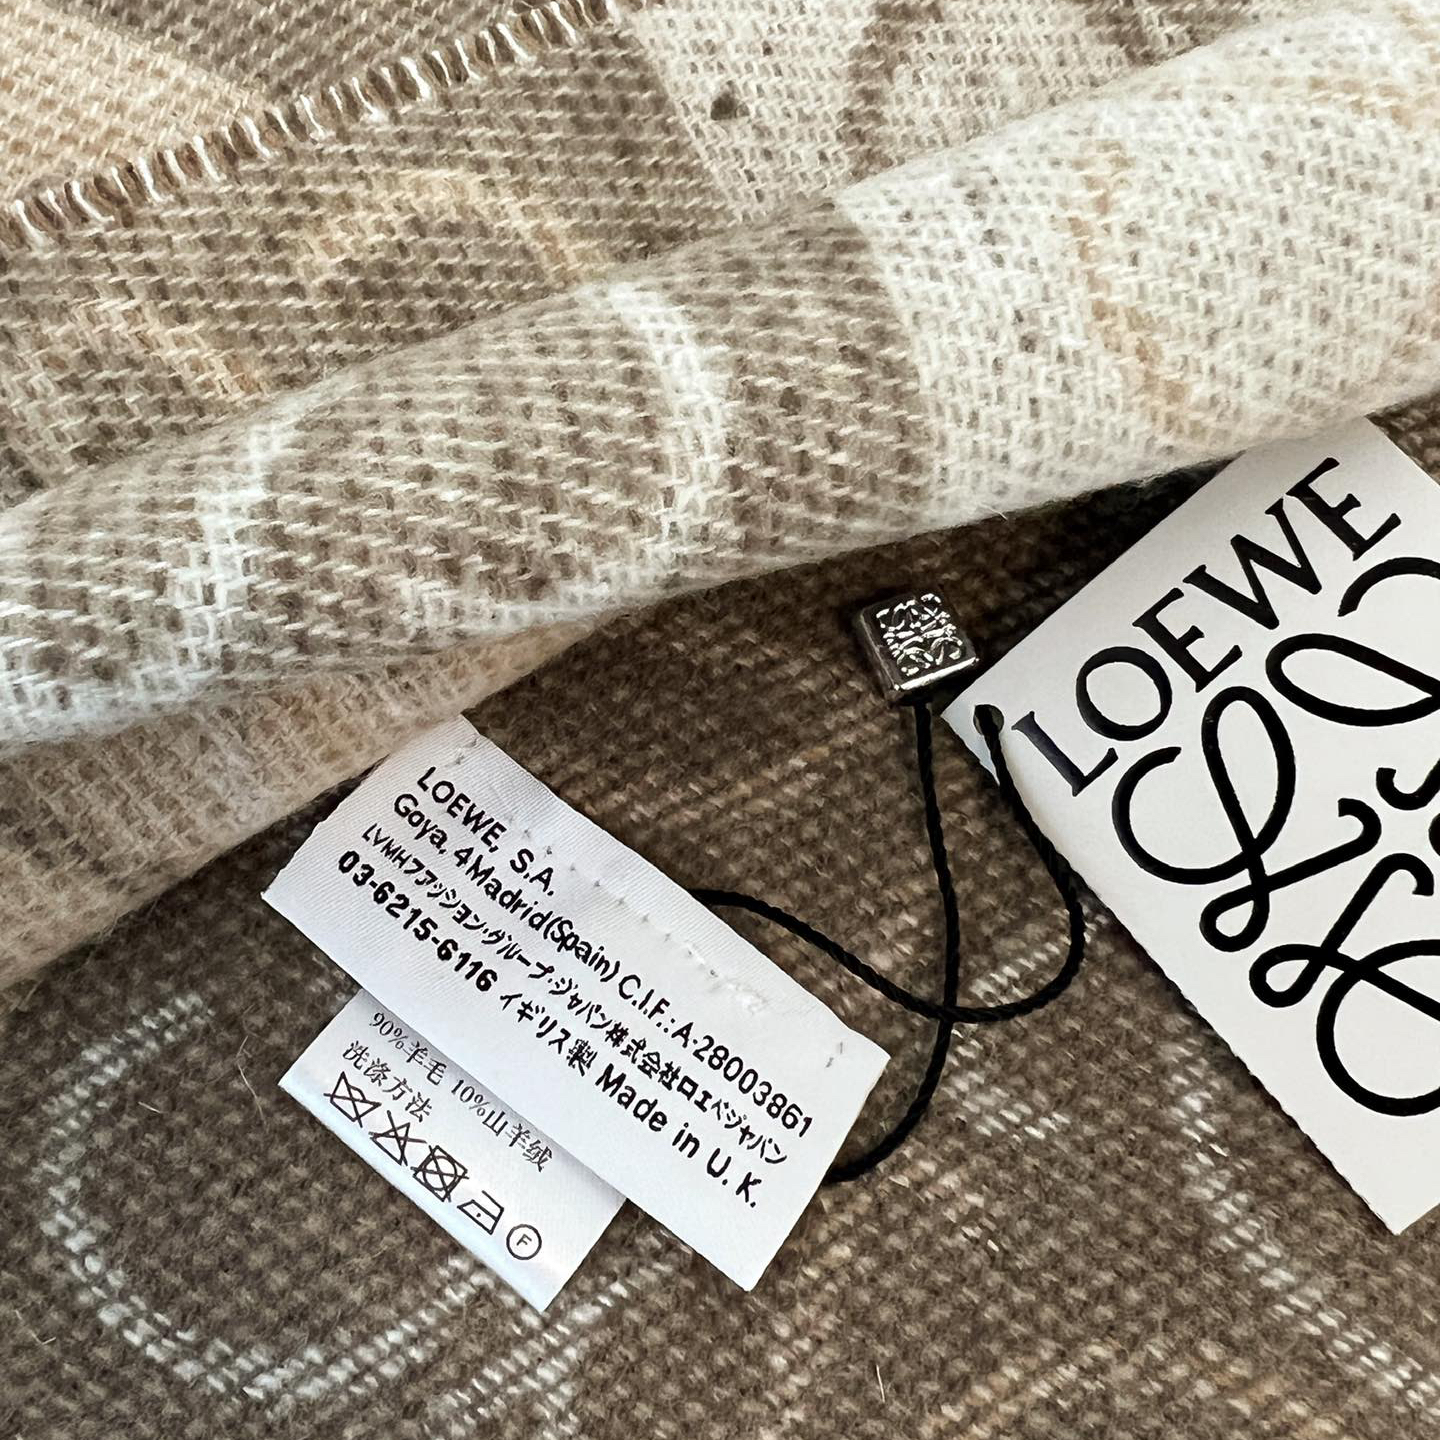 LOEWE
LOEWE, S.A.
Goya, 4 Madrid(Spain) C.I.F.:A-28003861
LVMHファッション・グループ・ジャパン株式会社ロエベジャパン
03-6215-6116 イギリス製 Made in U.K.
90%羊毛 10%山羊绒
洗涤方法
F